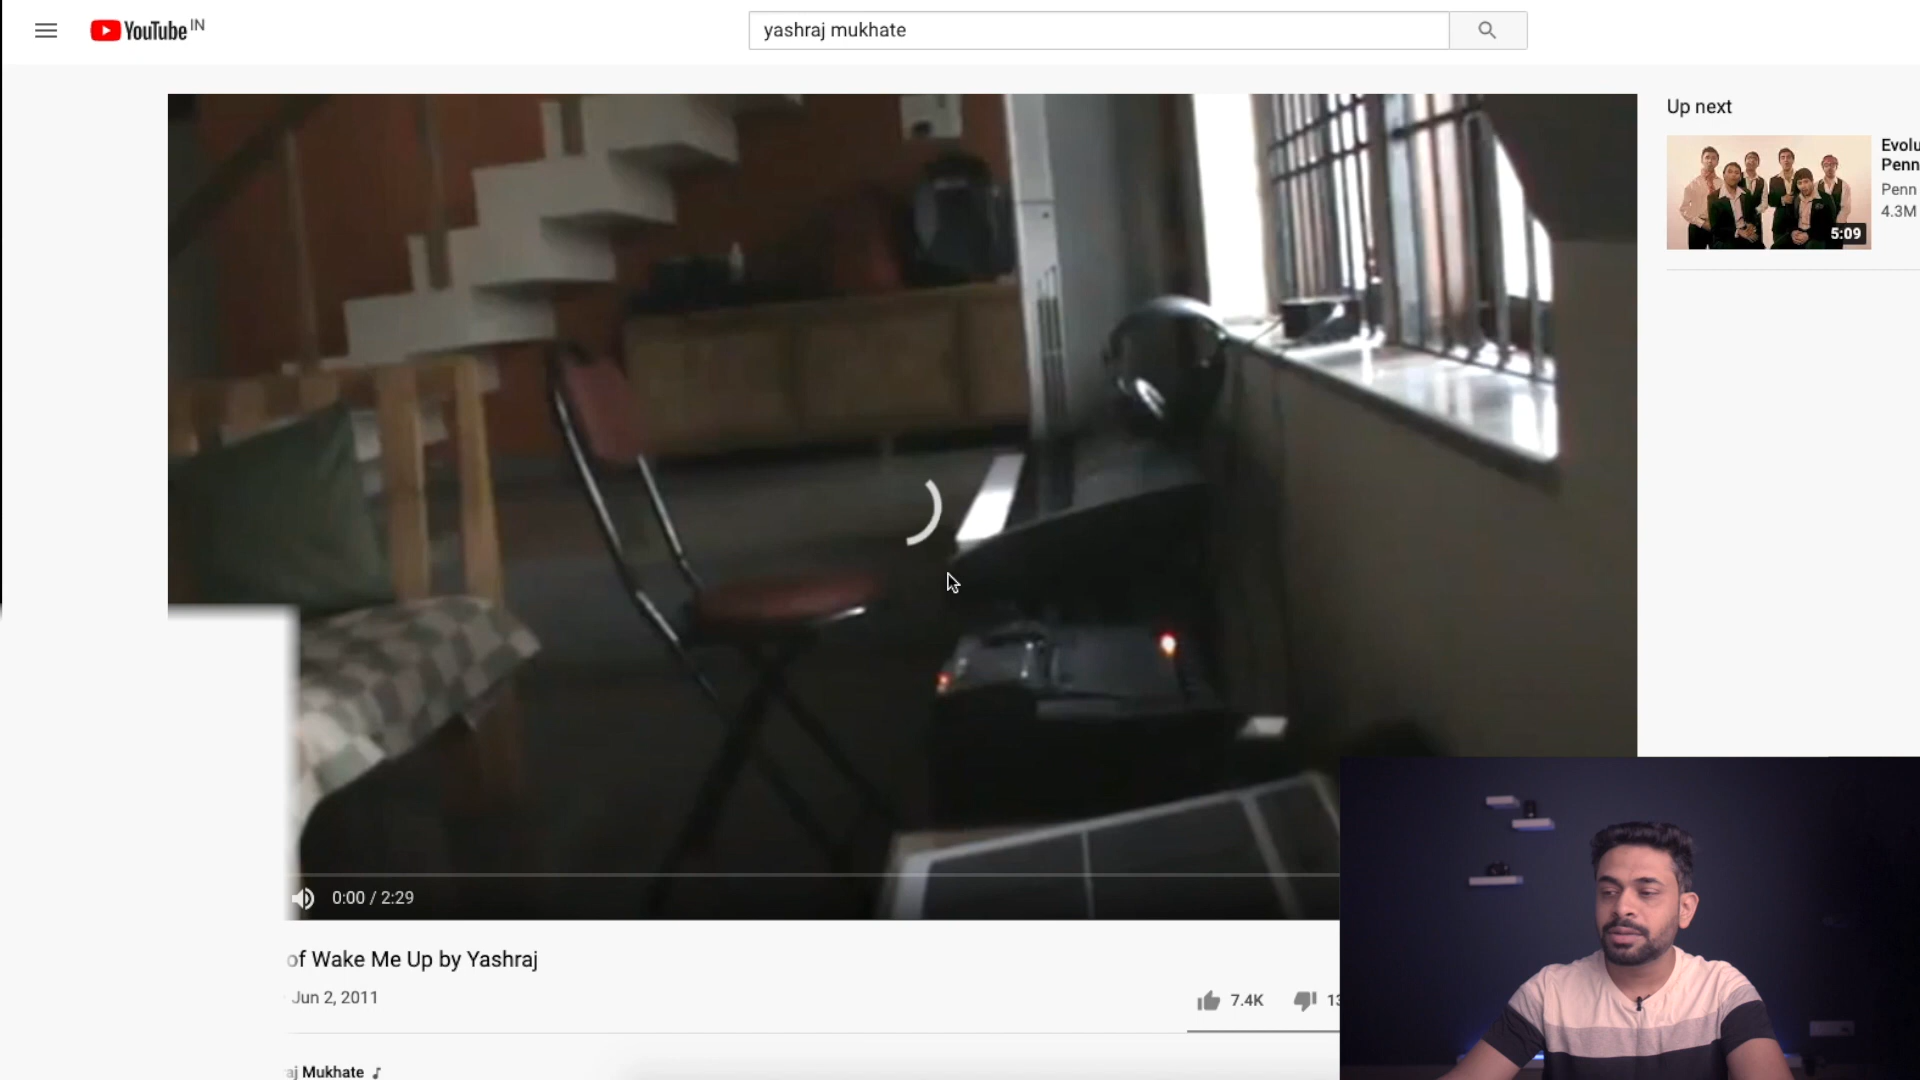 YouTube IN
yashraj mukhate
Up next
Penn
Penn
4.3M
5:09
0:00 / 2:29
of Wake Me Up by Yashraj
Jun 2, 2011
7.4K
Mukhate